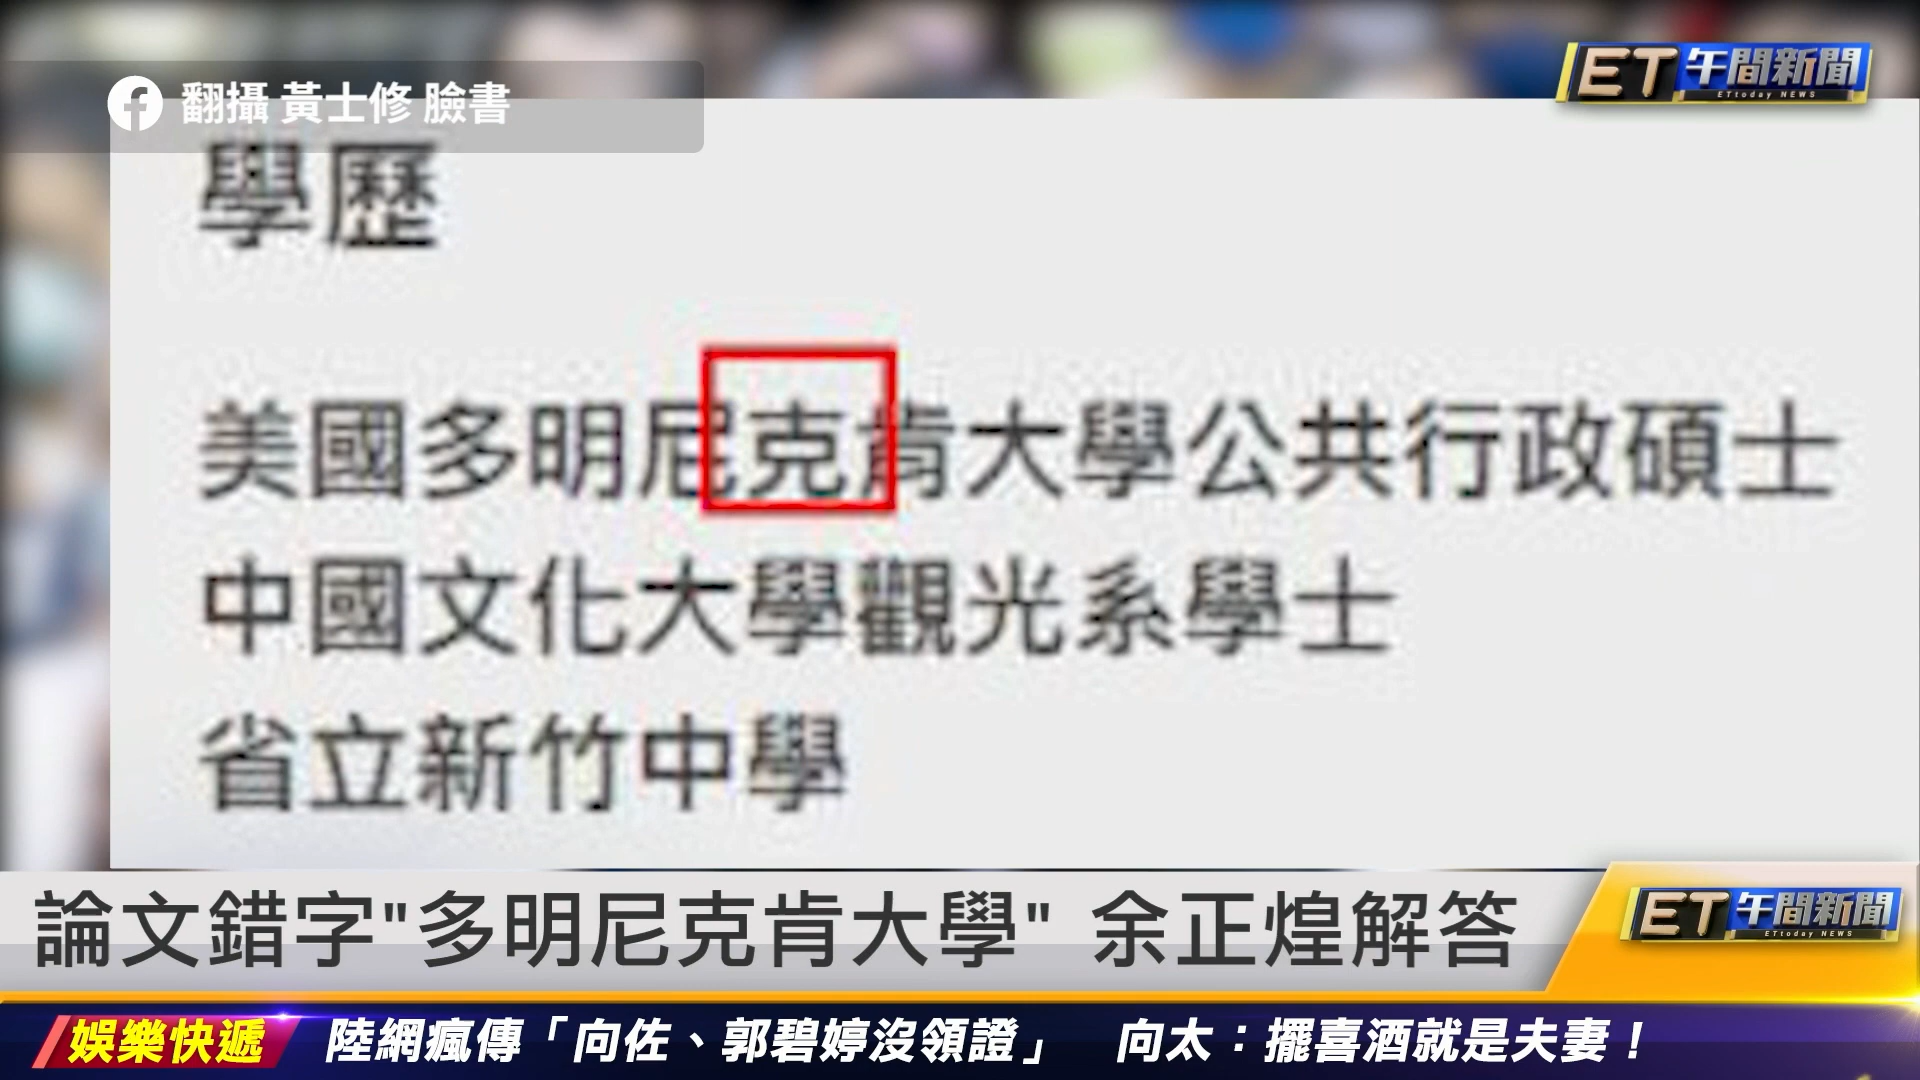 翻攝 黃士修 臉書
ET午間新聞
ETtoday NEWS
學歷
美國多明尼克肯大學公共行政碩士
中國文化大學觀光系學士
省立新竹中學
論文錯字"多明尼克肯大學" 余正煌解答
ET午間新聞
ETtoday NEWS
娛樂快遞 陸網瘋傳「向佐、郭碧婷沒領證」 向太：擺喜酒就是夫妻！